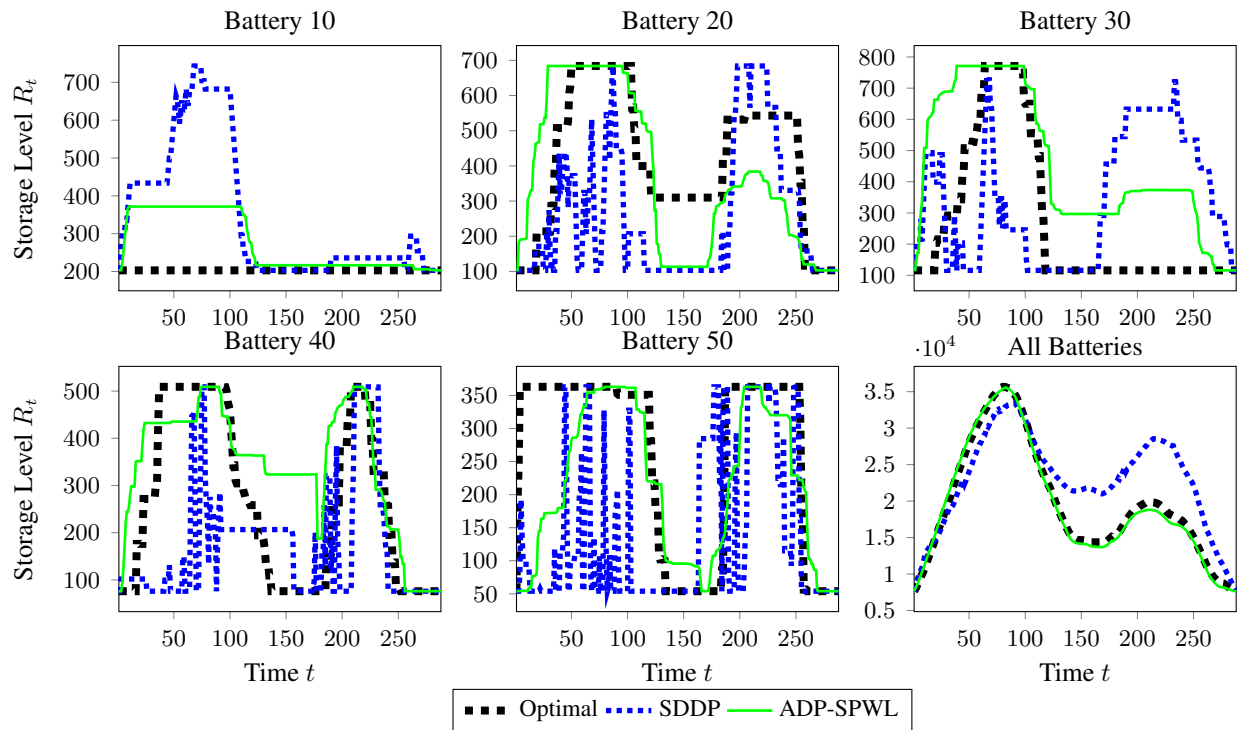 Battery 10
Battery 20
Battery 30
Storage Level R_t
700
600
500
400
300
200
50 100 150 200 250
700
600
500
400
300
200
100
50 100 150 200 250
800
700
600
500
400
300
200
100
50 100 150 200 250
Battery 40
Battery 50
·10^4
All Batteries
Storage Level R_t
500
400
300
200
100
50 100 150 200 250
Time t
350
300
250
200
150
100
50
50 100 150 200 250
Time t
3.5
3
2.5
2
1.5
1
0.5
50 100 150 200 250
Time t
Optimal SDDP ADP-SPWL